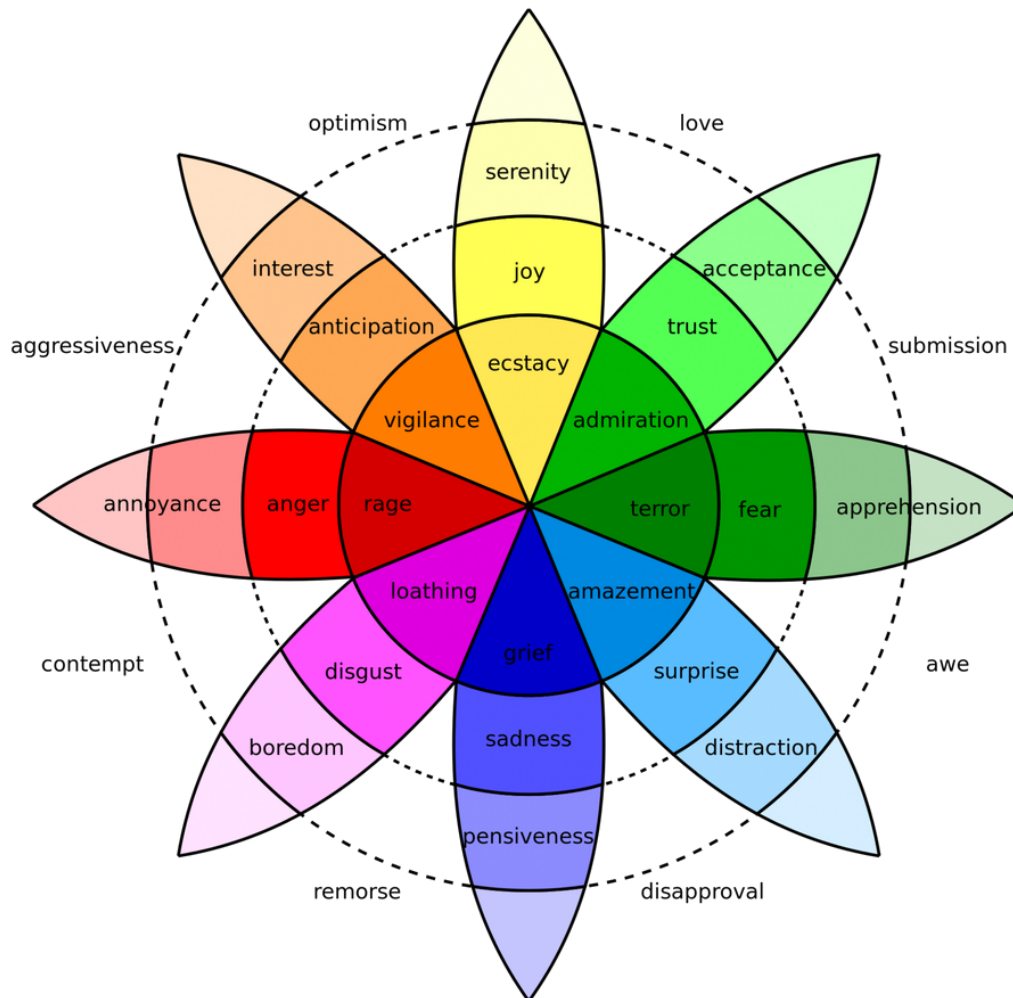 optimism
love
serenity
interest
joy
acceptance
anticipation
trust
aggressiveness
submission
ecstacy
vigilance
admiration
annoyance
anger
rage
terror
fear
apprehension
loathing
amazement
contempt
grief
awe
disgust
surprise
boredom
sadness
distraction
pensiveness
remorse
disapproval